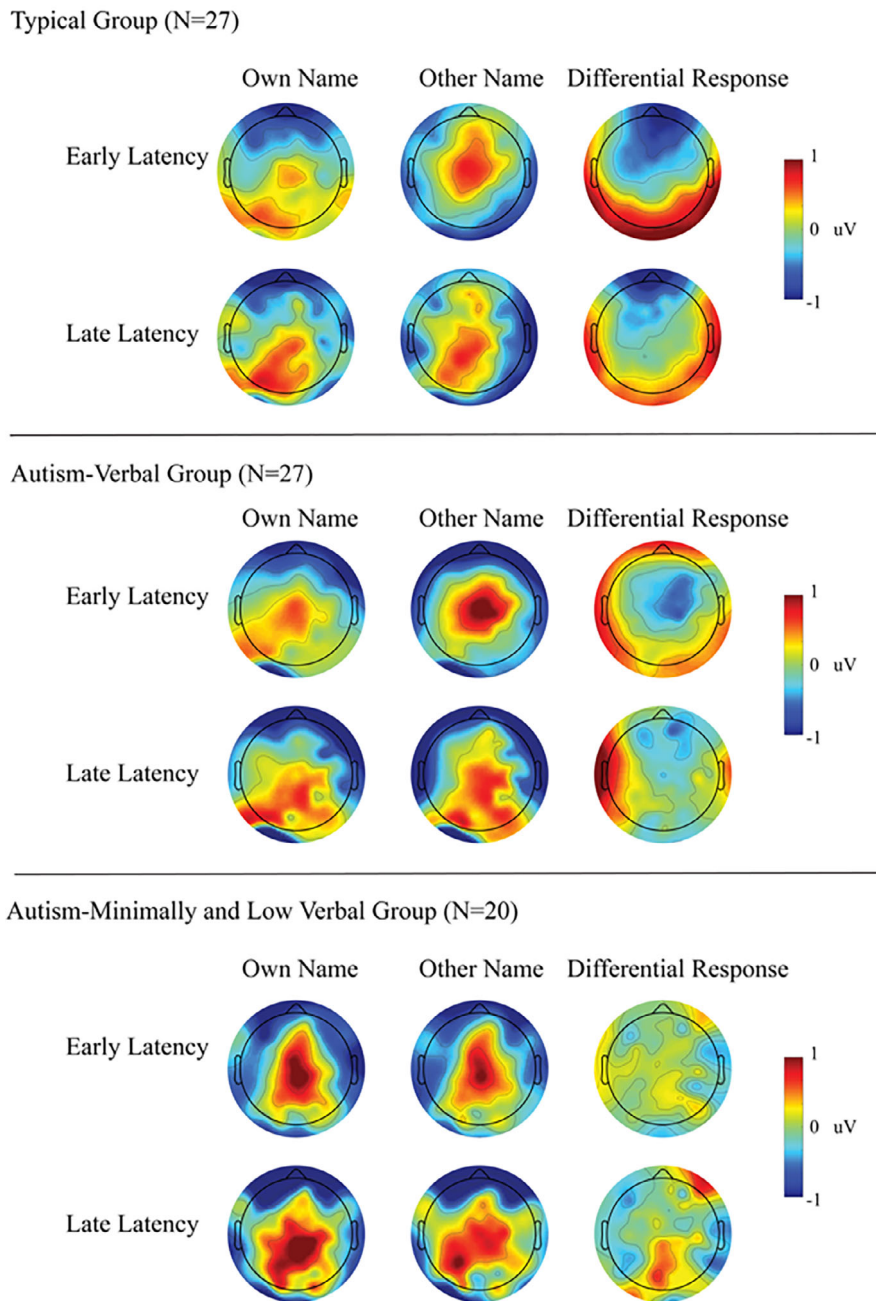 Typical Group (N=27)
Own Name Other Name Differential Response
Early Latency
1
0 uV
-1
Late Latency
Autism-Verbal Group (N=27)
Own Name Other Name Differential Response
Early Latency
1
0 uV
-1
Late Latency
Autism-Minimally and Low Verbal Group (N=20)
Own Name Other Name Differential Response
Early Latency
1
0 uV
-1
Late Latency